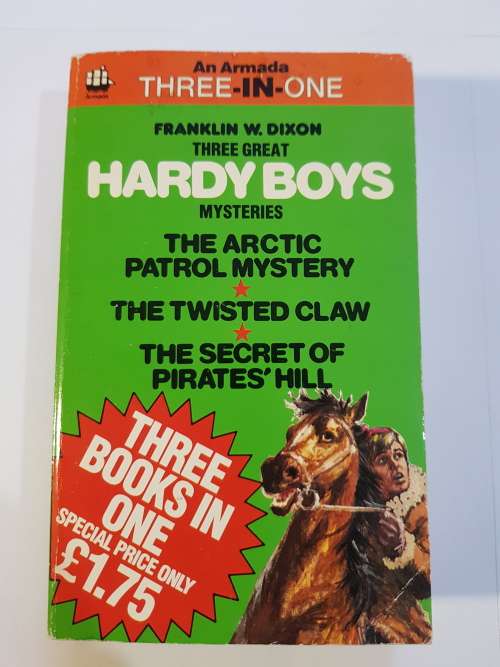 An Armada
THREE-IN-ONE
Armada
FRANKLIN W. DIXON
THREE GREAT
HARDY BOYS
MYSTERIES
THE ARCTIC
PATROL MYSTERY
THE TWISTED CLAW
THE SECRET OF
PIRATES' HILL
THREE
BOOKS IN
ONE
SPECIAL PRICE ONLY
£1.75